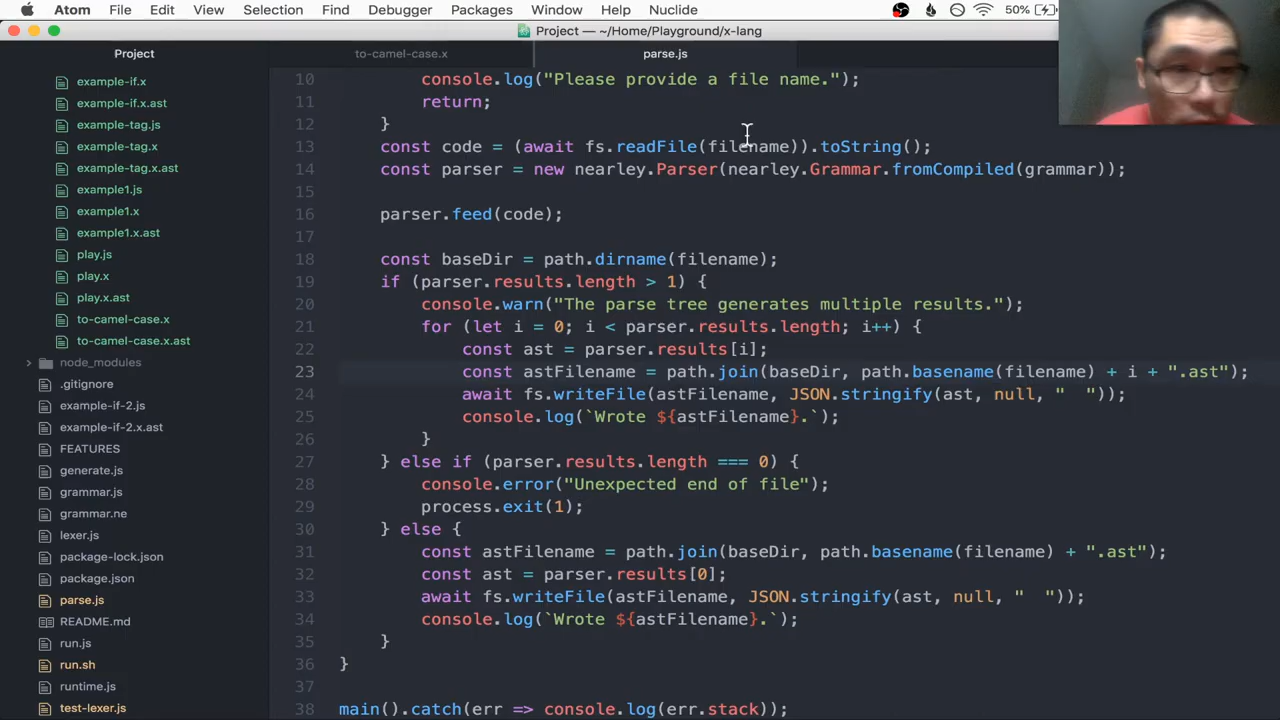 Atom File Edit View Selection Find Debugger Packages Window Help Nuclide 50%
Project — ~/Home/Playground/x-lang
Project
to-camel-case.x
parse.js
example-if.x
example-if.x.ast
example-tag.js
example-tag.x
example-tag.x.ast
example1.js
example1.x
example1.x.ast
play.js
play.x
play.x.ast
to-camel-case.x
to-camel-case.x.ast
node_modules
.gitignore
example-if-2.js
example-if-2.x.ast
FEATURES
generate.js
grammar.js
grammar.ne
lexer.js
package-lock.json
package.json
parse.js
README.md
run.js
run.sh
runtime.js
test-lexer.js
10 console.log("Please provide a file name.");
11 return;
12 }
13 const code = (await fs.readFile(filename)).toString();
14 const parser = new nearley.Parser(nearley.Grammar.fromCompiled(grammar));
15
16 parser.feed(code);
17
18 const baseDir = path.dirname(filename);
19 if (parser.results.length > 1) {
20 console.warn("The parse tree generates multiple results.");
21 for (let i = 0; i < parser.results.length; i++) {
22 const ast = parser.results[i];
23 const astFilename = path.join(baseDir, path.basename(filename) + i + ".ast");
24 await fs.writeFile(astFilename, JSON.stringify(ast, null, "  "));
25 console.log(`Wrote ${astFilename}.`);
26 }
27 } else if (parser.results.length === 0) {
28 console.error("Unexpected end of file");
29 process.exit(1);
30 } else {
31 const astFilename = path.join(baseDir, path.basename(filename) + ".ast");
32 const ast = parser.results[0];
33 await fs.writeFile(astFilename, JSON.stringify(ast, null, "  "));
34 console.log(`Wrote ${astFilename}.`);
35 }
36 }
37
38 main().catch(err => console.log(err.stack));